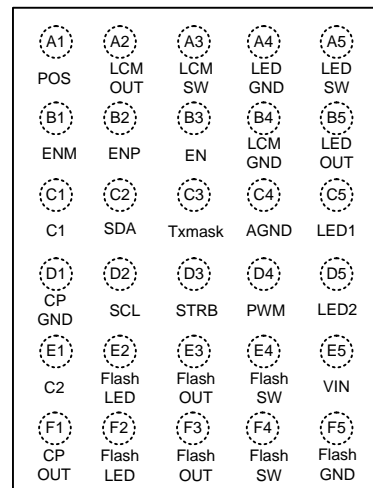 A1 A2 A3 A4 A5
POS LCM OUT LCM SW LED GND LED SW
B1 B2 B3 B4 B5
ENM ENP EN LCM GND LED OUT
C1 C2 C3 C4 C5
C1 SDA Txmask AGND LED1
D1 D2 D3 D4 D5
CP GND SCL STRB PWM LED2
E1 E2 E3 E4 E5
C2 Flash LED Flash OUT Flash SW VIN
F1 F2 F3 F4 F5
CP OUT Flash LED Flash OUT Flash SW Flash GND